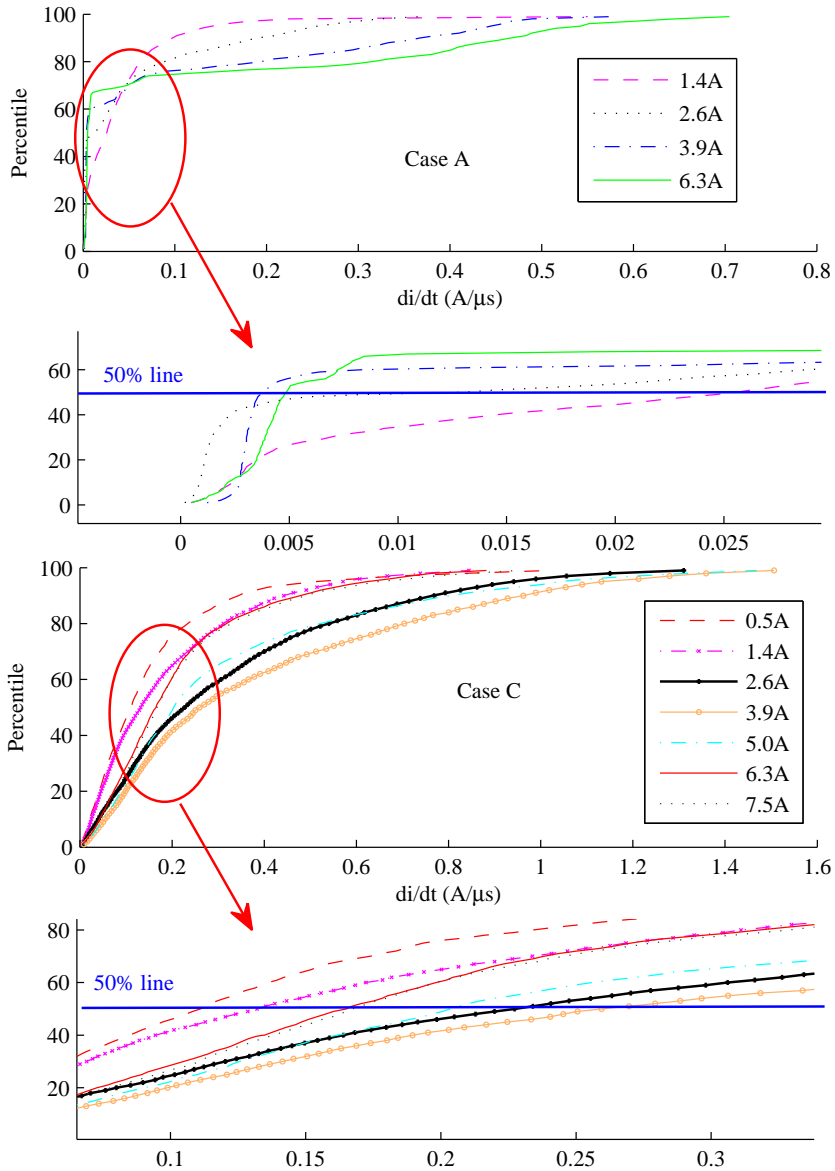 100
80
60
40
20
0
Percentile
Case A
1.4A
2.6A
3.9A
6.3A
0 0.1 0.2 0.3 0.4 0.5 0.6 0.7 0.8
di/dt (A/μs)
60
40
20
0
50% line
0 0.005 0.01 0.015 0.02 0.025
100
80
60
40
20
0
Percentile
Case C
0.5A
1.4A
2.6A
3.9A
5.0A
6.3A
7.5A
0 0.2 0.4 0.6 0.8 1 1.2 1.4 1.6
di/dt (A/μs)
80
60
40
20
0
50% line
0.1 0.15 0.2 0.25 0.3